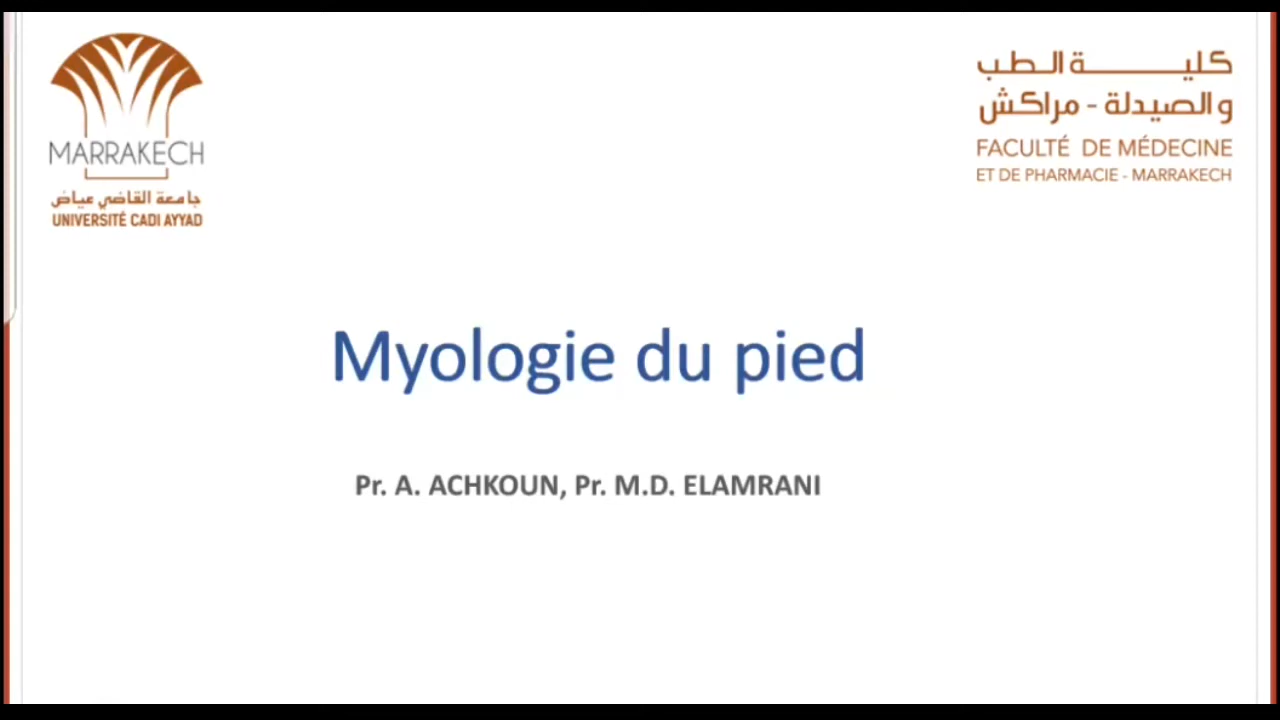 MARRAKECH
جامعة القاضي عياض
UNIVERSITÉ CADI AYYAD
كلية الطب
والصيدلة - مراكش
FACULTÉ DE MÉDECINE
ET DE PHARMACIE - MARRAKECH
Myologie du pied
Pr. A. ACHKOUN, Pr. M.D. ELAMRANI